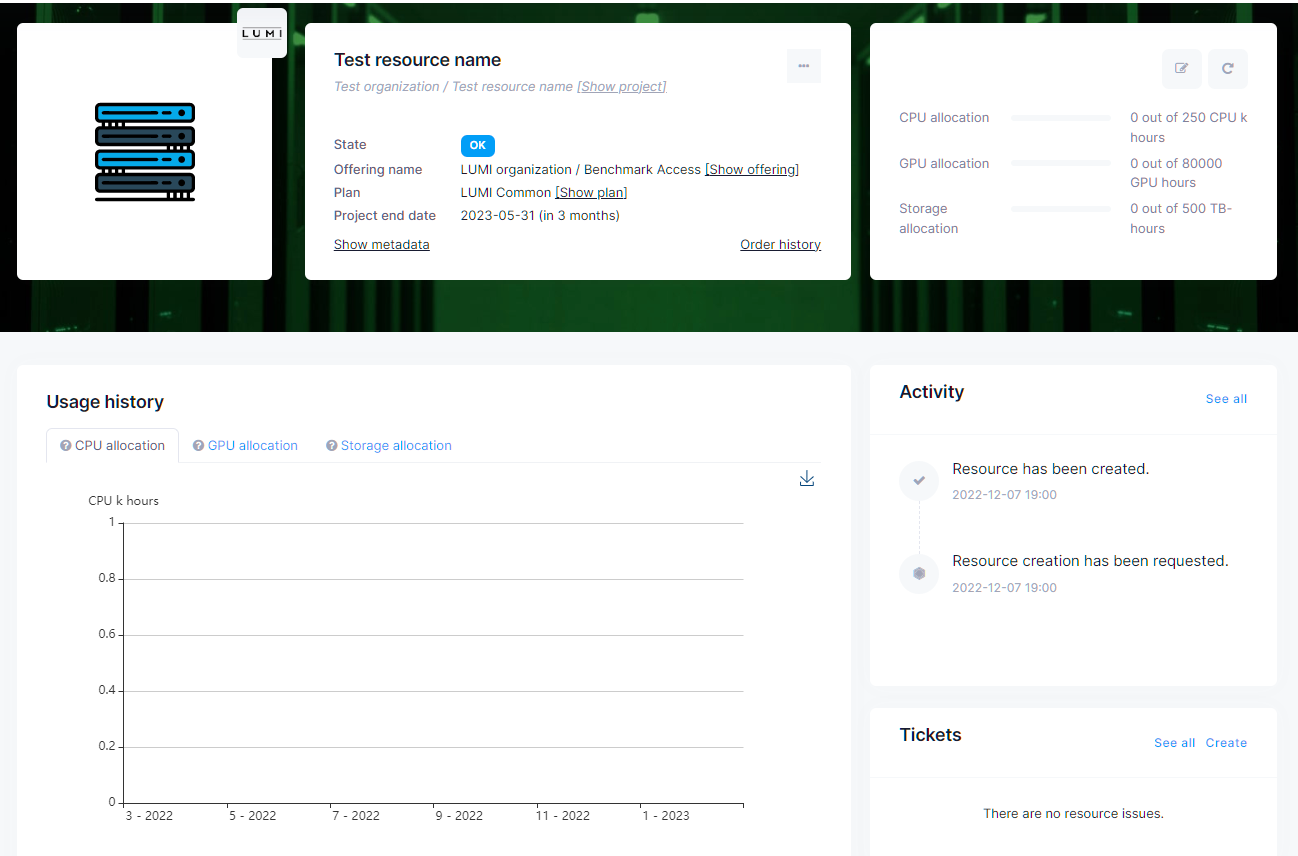 LUMI
Test resource name
Test organization / Test resource name [Show project]
State OK
Offering name LUMI organization / Benchmark Access [Show offering]
Plan LUMI Common [Show plan]
Project end date 2023-05-31 (in 3 months)
Show metadata Order history
CPU allocation 0 out of 250 CPU k
hours
GPU allocation 0 out of 80000
GPU hours
Storage 0 out of 500 TB-
allocation hours
Usage history
CPU allocation GPU allocation Storage allocation
CPU k hours
1
0.8
0.6
0.4
0.2
0
3 - 2022 5 - 2022 7 - 2022 9 - 2022 11 - 2022 1 - 2023
Activity See all
Resource has been created.
2022-12-07 19:00
Resource creation has been requested.
2022-12-07 19:00
Tickets See all Create
There are no resource issues.